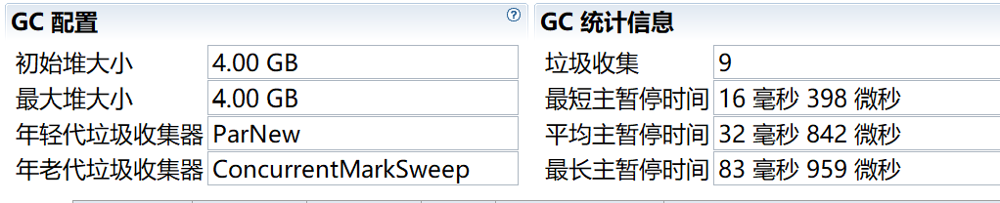 GC 配置
初始堆大小 4.00 GB
最大堆大小 4.00 GB
年轻代垃圾收集器 ParNew
年老代垃圾收集器 ConcurrentMarkSweep
GC 统计信息
垃圾收集 9
最短主暂停时间 16 毫秒 398 微秒
平均主暂停时间 32 毫秒 842 微秒
最长主暂停时间 83 毫秒 959 微秒